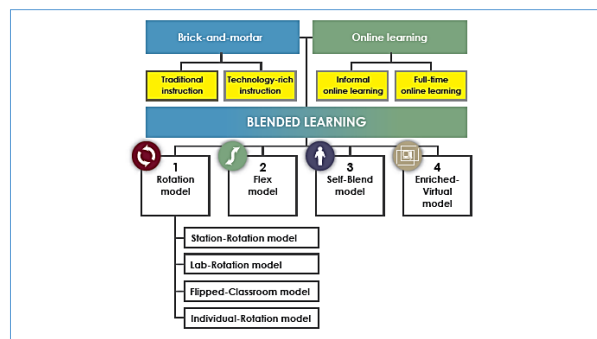 Brick-and-mortar
Online learning
Traditional
instruction
Technology-rich
instruction
Informal
online learning
Full-time
online learning
BLENDED LEARNING
1
Rotation
model
2
Flex
model
3
Self-Blend
model
4
Enriched-
Virtual
model
Station-Rotation model
Lab-Rotation model
Flipped-Classroom model
Individual-Rotation model